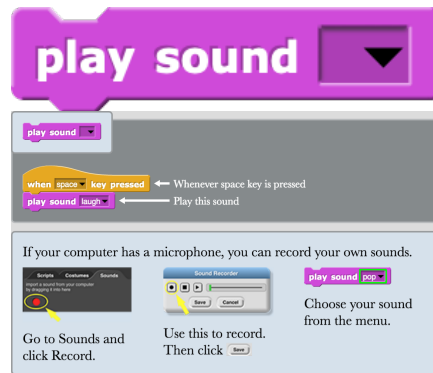 play sound
play sound
when space key pressed
Whenever space key is pressed
play sound laugh
Play this sound
If your computer has a microphone, you can record your own sounds.
Scripts Costumes Sounds
import a sound from your computer
by dragging it into here
Go to Sounds and
click Record.
Sound Recorder
Save Cancel
Use this to record.
Then click Save
play sound pop
Choose your sound
from the menu.